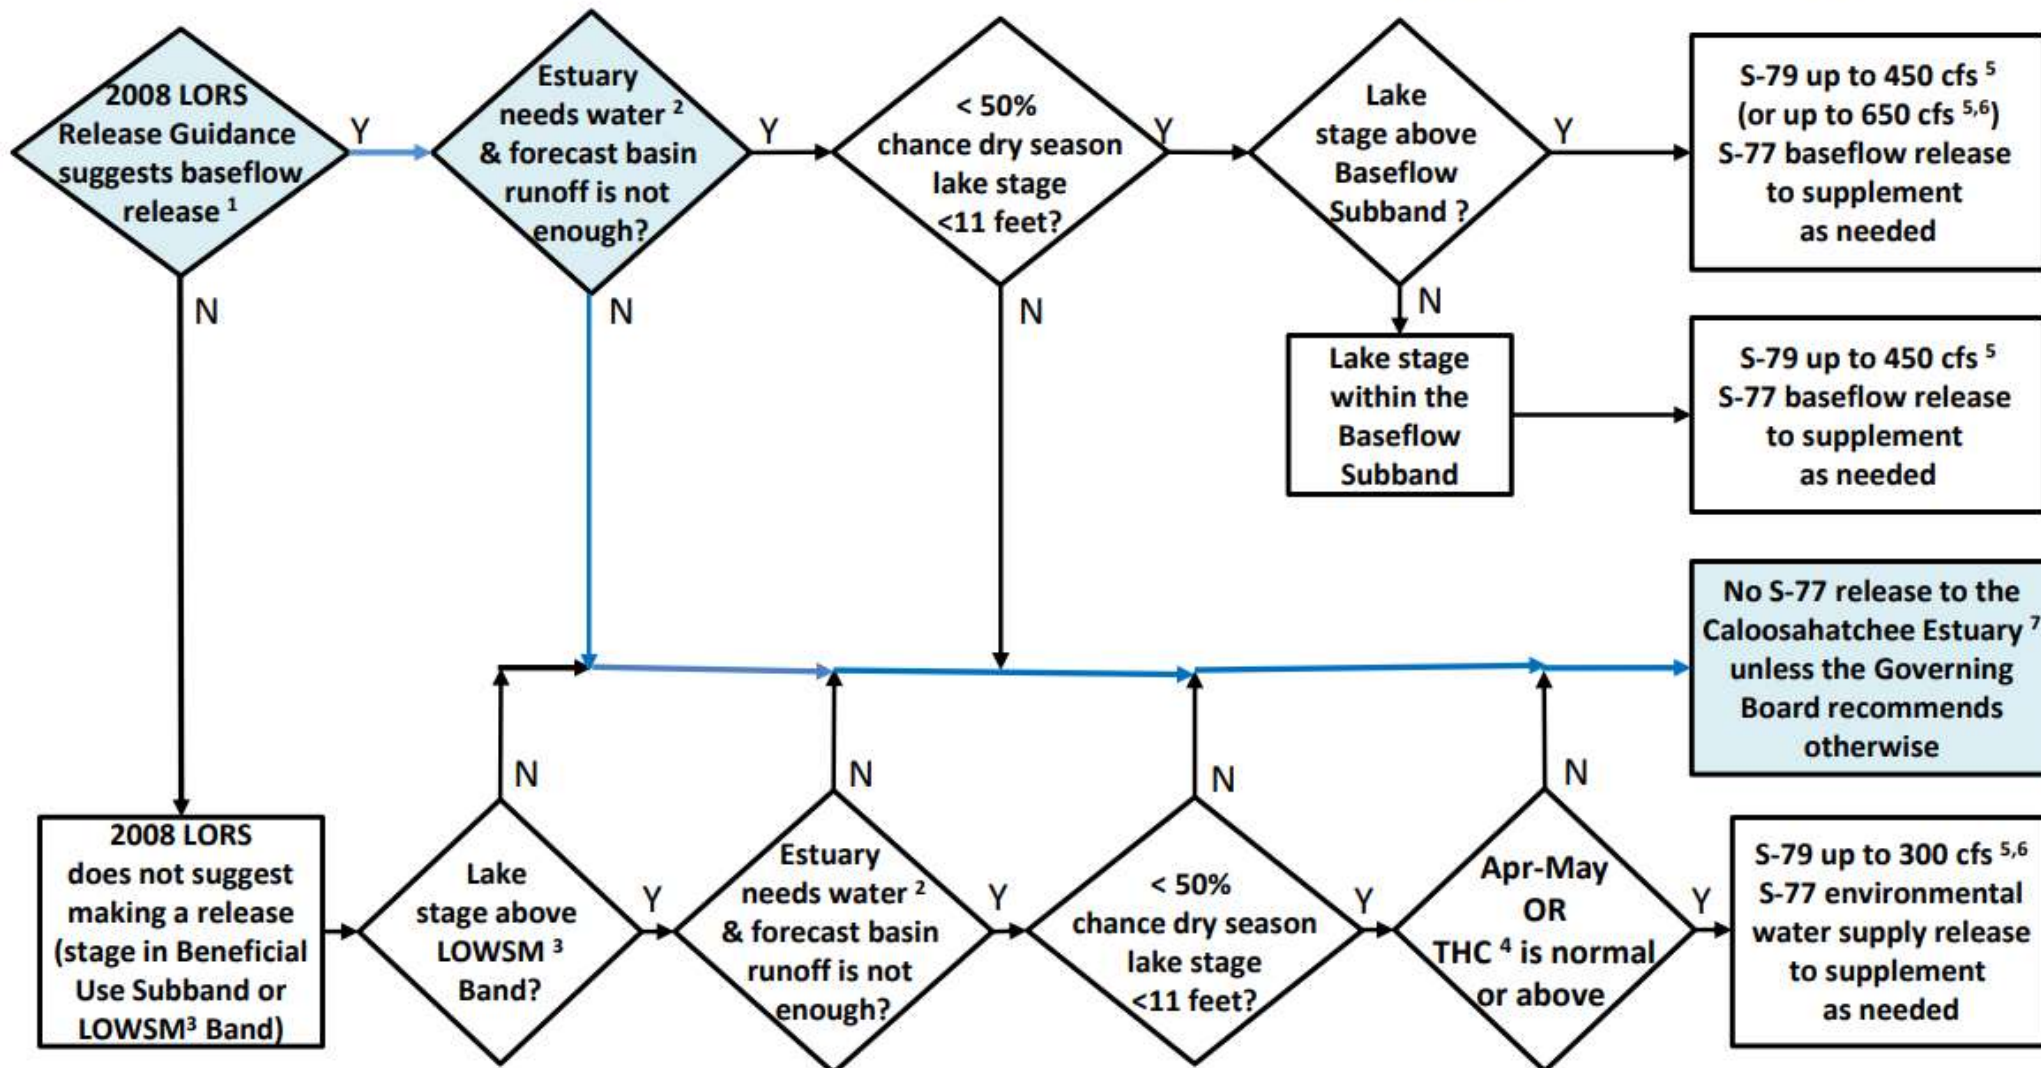 2008 LORS
Release Guidance
suggests baseflow
release 1
Y
N
Estuary
needs water 2
& forecast basin
runoff is not
enough?
Y
N
< 50%
chance dry season
lake stage
<11 feet?
Y
N
Lake
stage above
Baseflow
Subband ?
Y
N
S-79 up to 450 cfs 5
(or up to 650 cfs 5,6)
S-77 baseflow release
to supplement
as needed
Lake stage
within the
Baseflow
Subband
S-79 up to 450 cfs 5
S-77 baseflow release
to supplement
as needed
No S-77 release to the
Caloosahatchee Estuary 7
unless the Governing
Board recommends
otherwise
2008 LORS
does not suggest
making a release
(stage in Beneficial
Use Subband or
LOWSM3 Band)
Lake
stage above
LOWSM 3
Band?
N
Y
Estuary
needs water 2
& forecast basin
runoff is not
enough?
N
Y
< 50%
chance dry season
lake stage
<11 feet?
N
Y
Apr-May
OR
THC 4 is normal
or above
N
Y
S-79 up to 300 cfs 5,6
S-77 environmental
water supply release
to supplement
as needed